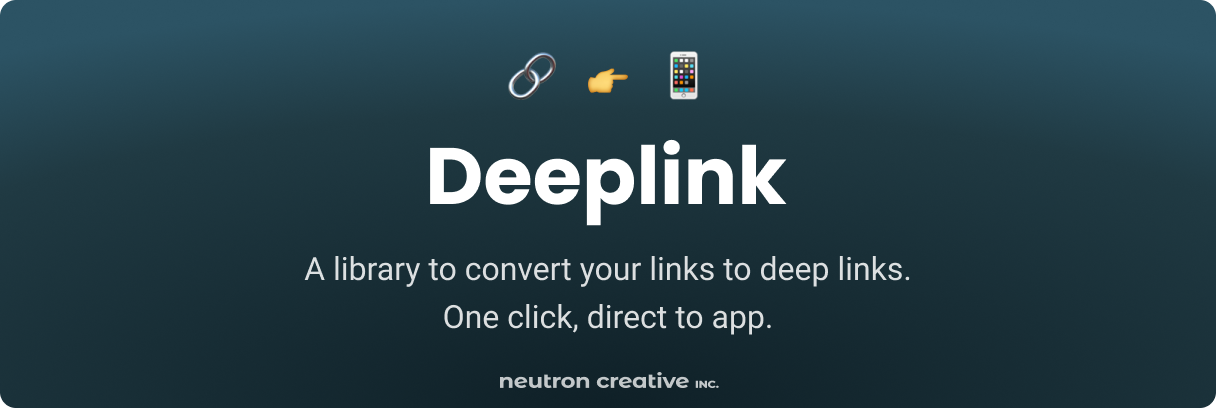 Deeplink
A library to convert your links to deep links.
One click, direct to app.
neutron creative INC.